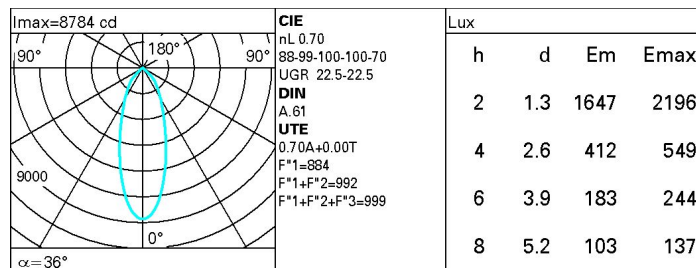 Imax=8784 cd
90° 180° 90°
9000
0°
α=36°
CIE
nL 0.70
88-99-100-100-70
UGR 22.5-22.5
DIN
A.61
UTE
0.70A+0.00T
F"1=884
F"1+F"2=992
F"1+F"2+F"3=999
Lux
h d Em Emax
2 1.3 1647 2196
4 2.6 412 549
6 3.9 183 244
8 5.2 103 137